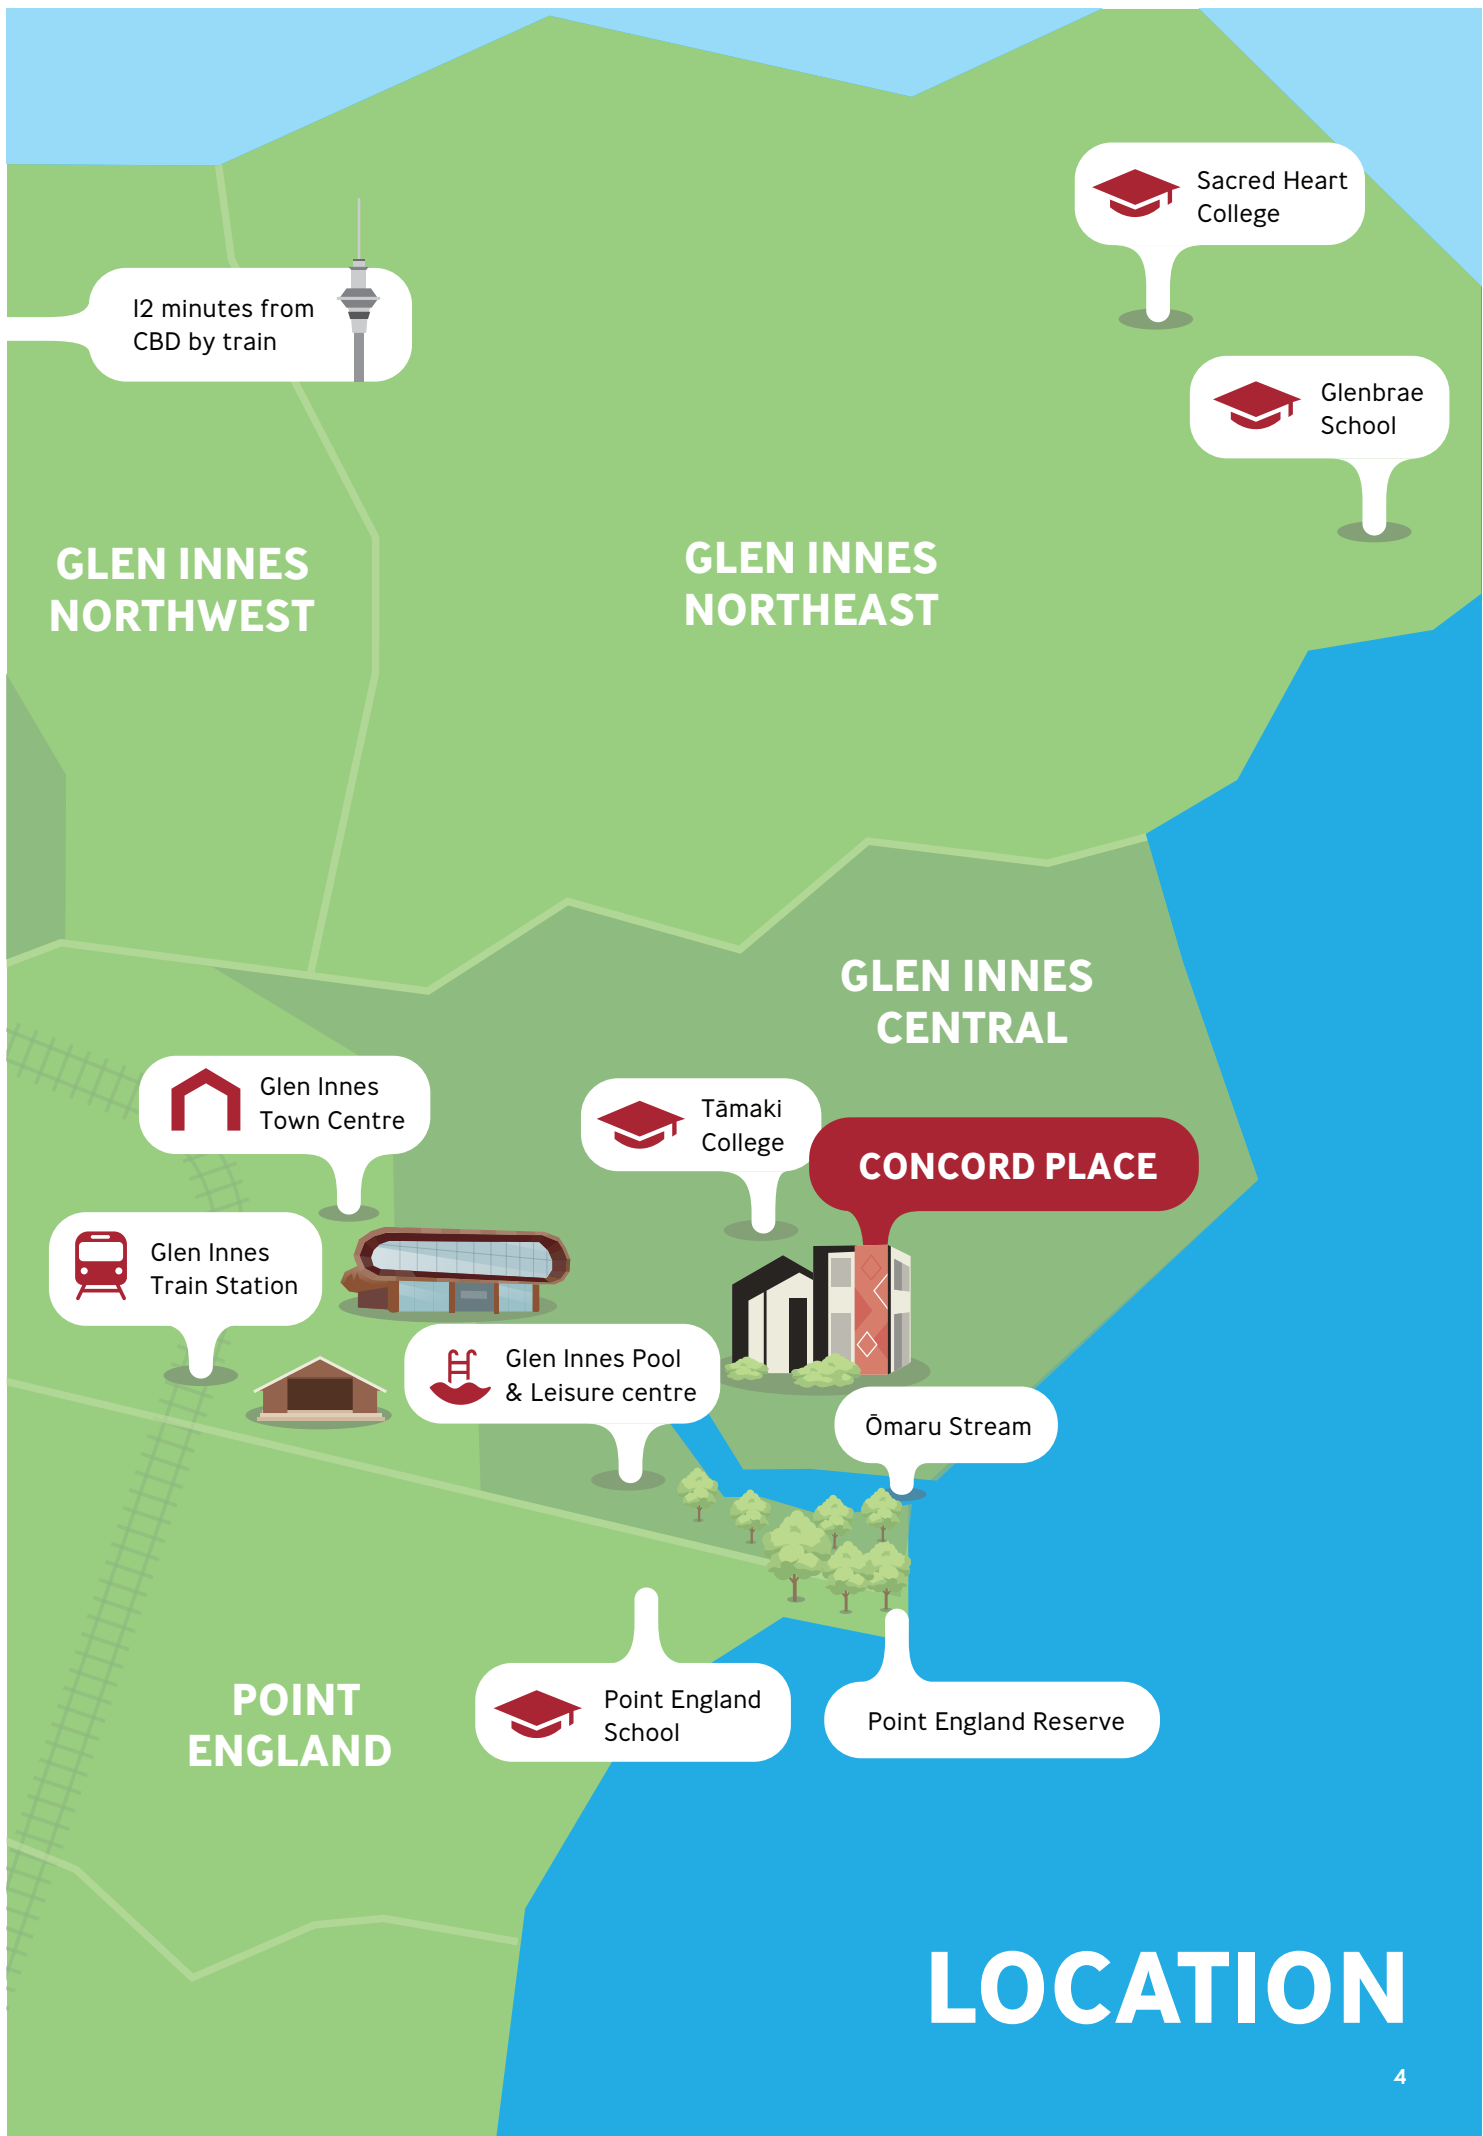 Sacred Heart
College
12 minutes from
CBD by train
Glenbrae
School
GLEN INNES
NORTHWEST
GLEN INNES
NORTHEAST
GLEN INNES
CENTRAL
Glen Innes
Town Centre
Tāmaki
College
CONCORD PLACE
Glen Innes
Train Station
Glen Innes Pool
& Leisure centre
Ōmaru Stream
POINT
ENGLAND
Point England
School
Point England Reserve
LOCATION
4